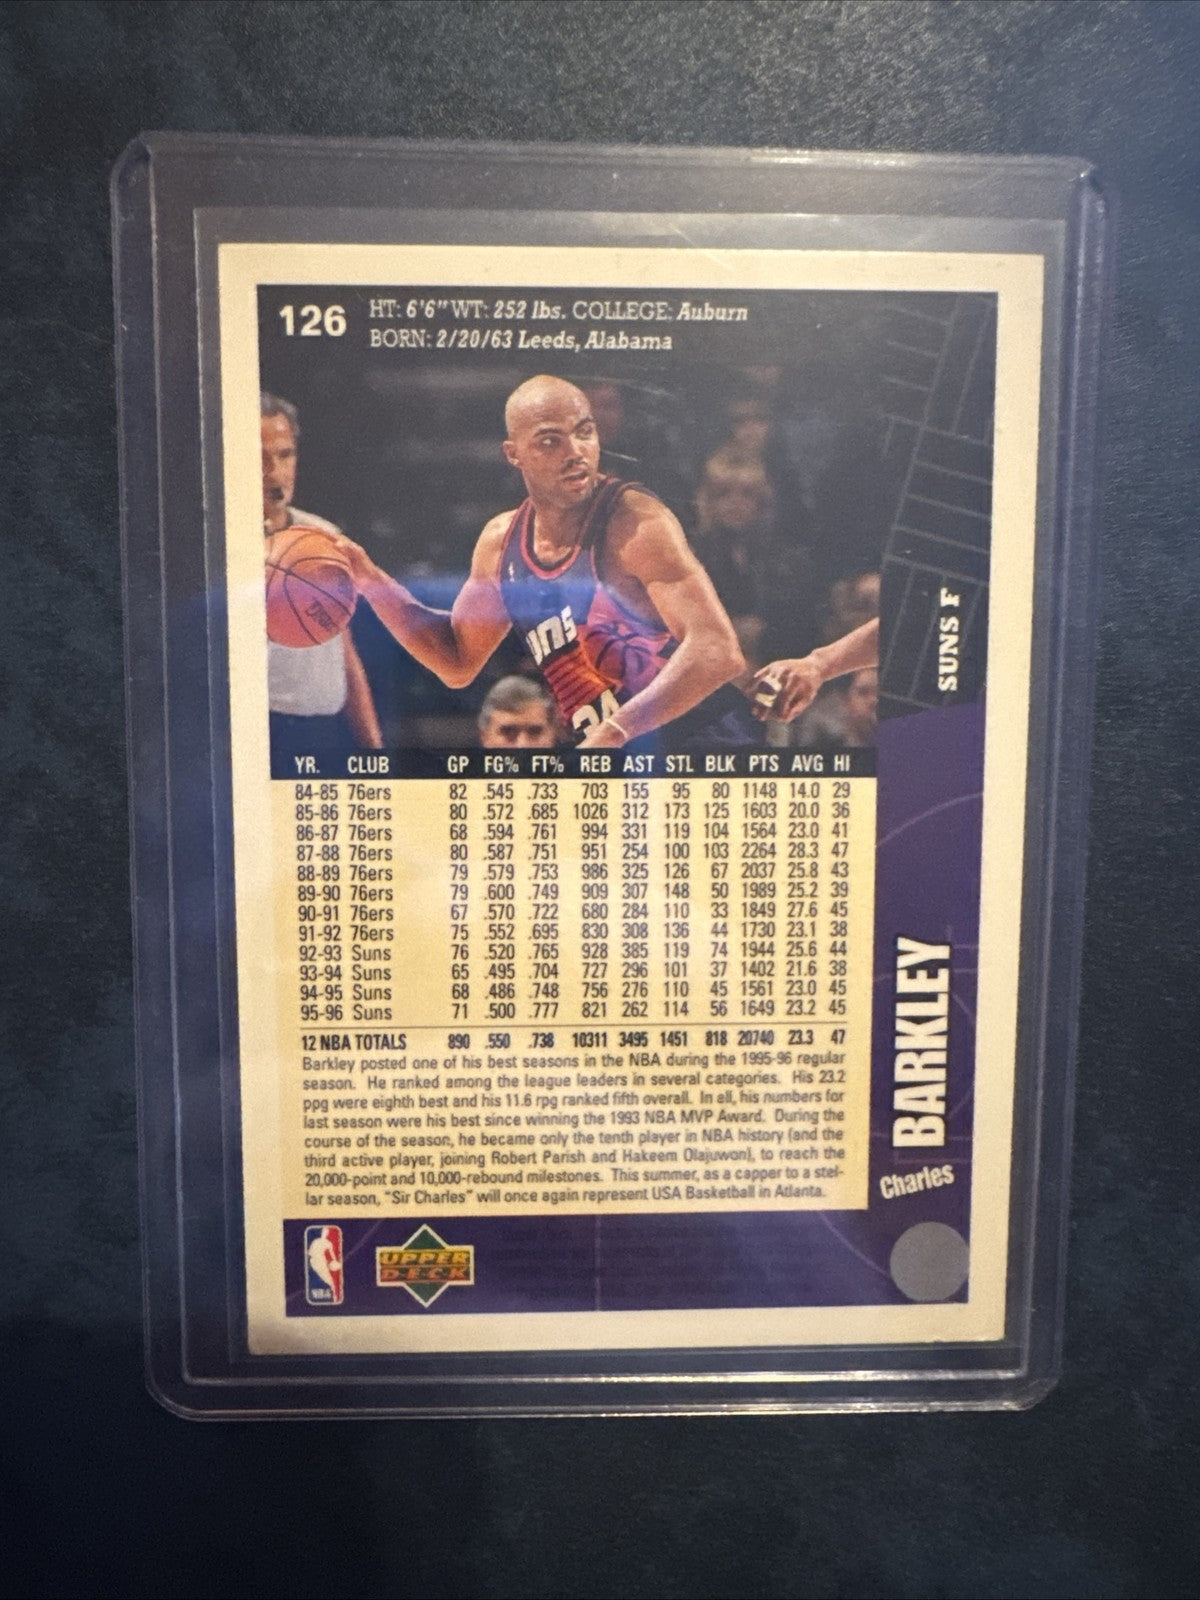 126
HT: 6'6" WT: 252 lbs. COLLEGE: Auburn
BORN: 2/20/63 Leeds, Alabama
UNS
34
SUNS F
YR. CLUB GP FG% FT% REB AST STL BLK PTS AVG HI
84-85 76ers 82 .545 .733 703 155 95 80 1148 14.0 29
85-86 76ers 80 .572 .685 1026 312 173 125 1603 20.0 36
86-87 76ers 68 .594 .761 994 331 119 104 1564 23.0 41
87-88 76ers 80 .587 .751 951 254 100 103 2264 28.3 47
88-89 76ers 79 .579 .753 986 325 126 67 2037 25.8 43
89-90 76ers 79 .600 .749 909 307 148 50 1989 25.2 39
90-91 76ers 67 .570 .722 680 284 110 33 1849 27.6 45
91-92 76ers 75 .552 .695 830 308 136 44 1730 23.1 38
92-93 Suns 76 .520 .765 928 385 119 74 1944 25.6 44
93-94 Suns 65 .495 .704 727 296 101 37 1402 21.6 38
94-95 Suns 68 .486 .748 756 276 110 45 1561 23.0 45
95-96 Suns 71 .500 .777 821 262 114 56 1649 23.2 45
12 NBA TOTALS 890 .550 .738 10311 3495 1451 818 20740 23.3 47
Barkley posted one of his best seasons in the NBA during the 1995-96 regular
season. He ranked among the league leaders in several categories. His 23.2
ppg were eighth best and his 11.6 rpg ranked fifth overall. In all, his numbers for
last season were his best since winning the 1993 NBA MVP Award. During the
course of the season, he became only the tenth player in NBA history (and the
third active player, joining Robert Parish and Hakeem Olajuwon), to reach the
20,000-point and 10,000-rebound milestones. This summer, as a capper to a stel-
lar season, "Sir Charles" will once again represent USA Basketball in Atlanta.
Charles
BARKLEY
NBA
UPPER
DECK